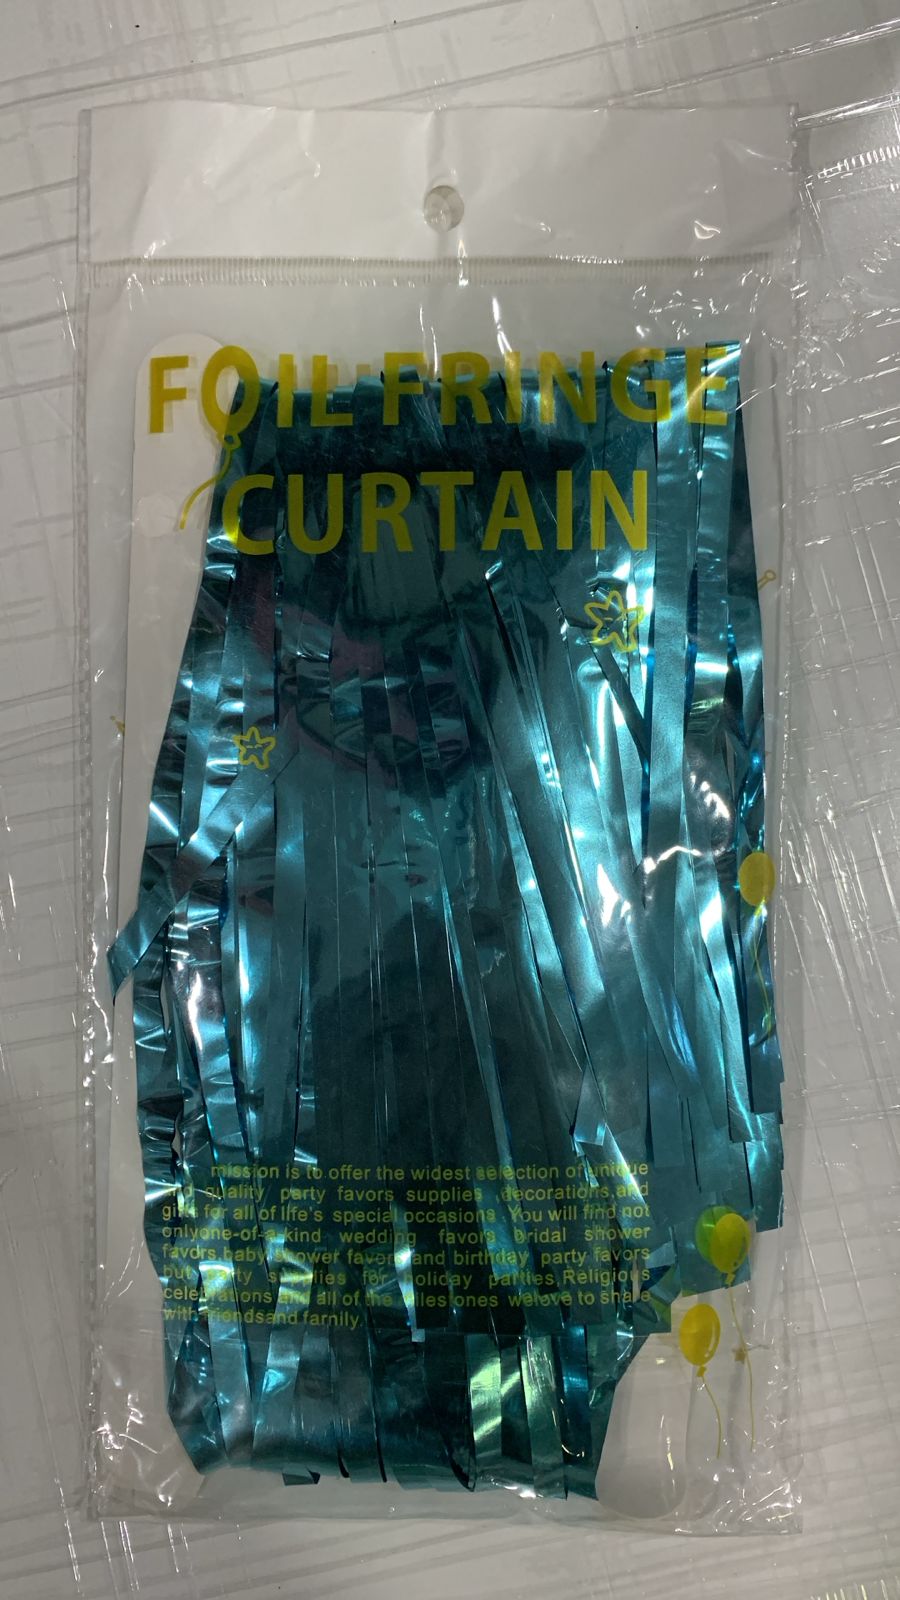 FOIL FRINGE
CURTAIN
mission is to offer the widest selection of unique
and quality party favors supplies decorations,and
gifts for all of life's special occasions. You will find not
onlyone-of-a-kind wedding favors bridal shower
favors,baby shower favors and birthday party favors
but party supplies for holiday parties,Religious
celebrations and all of the milestones welove to share
with friendsand farnily.